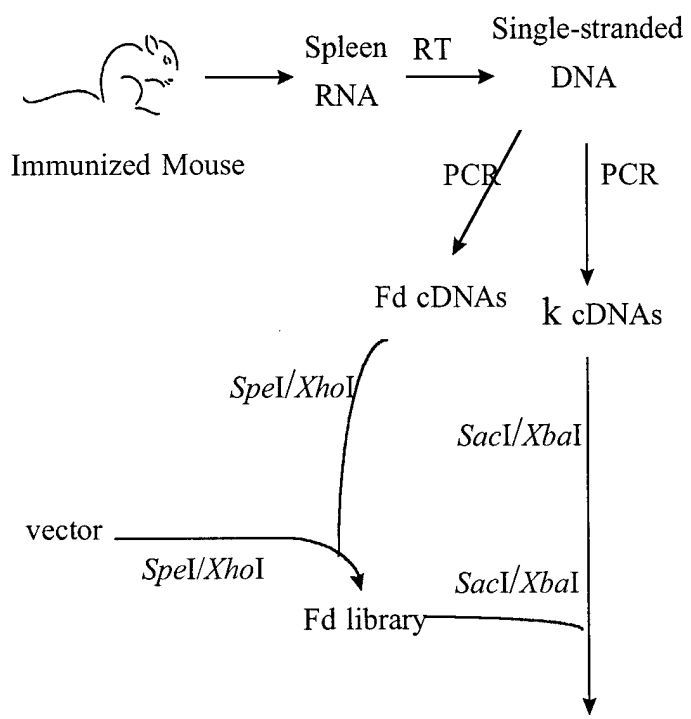 Spleen RT Single-stranded
RNA DNA
Immunized Mouse
PCR PCR
Fd cDNAs k cDNAs
SpeI/XhoI
SacI/XbaI
vector
SpeI/XhoI
SacI/XbaI
Fd library